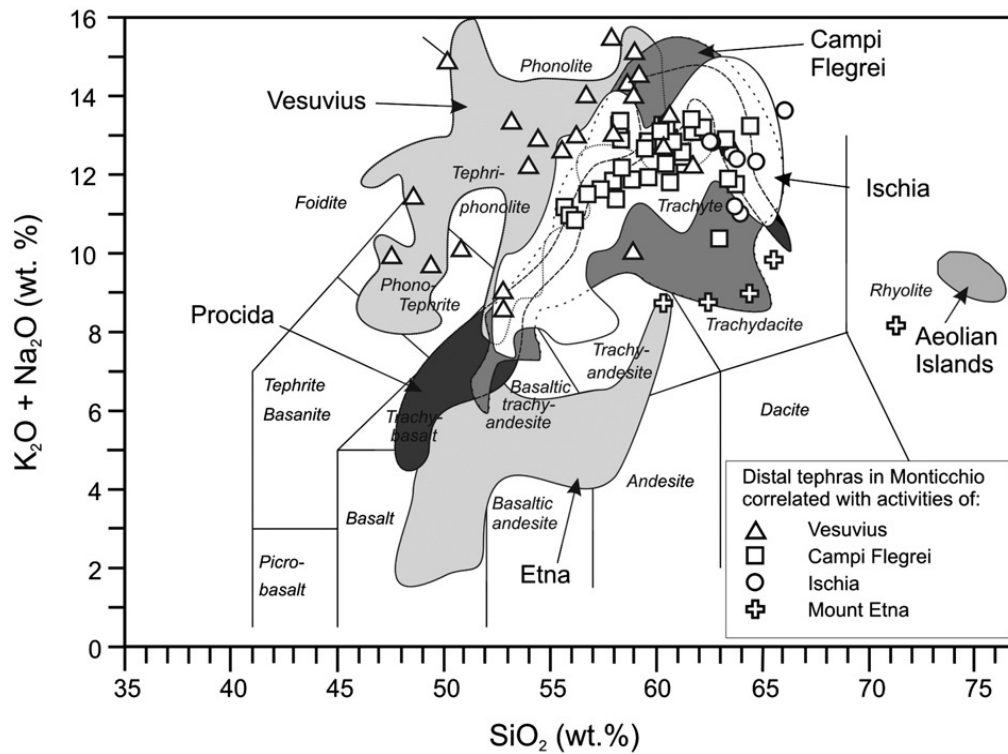 16
14
12
10
8
6
4
2
0
K₂O + Na₂O (wt. %)
35
40
45
50
55
60
65
70
75
SiO₂ (wt.%)
Phonolite
Campi
Flegrei
Vesuvius
Tephri-
phonolite
Foidite
Ischia
Trachyte
Phono-
Tephrite
Procida
Rhyolite
Aeolian
Islands
Trachydacite
Trachy-
andesite
Tephrite
Basanite
Basaltic
trachy-
andesite
Trachy-
basalt
Dacite
Andesite
Basalt
Basaltic
andesite
Etna
Picro-
basalt
Distal tephras in Monticchio
correlated with activities of:
Vesuvius
Campi Flegrei
Ischia
Mount Etna